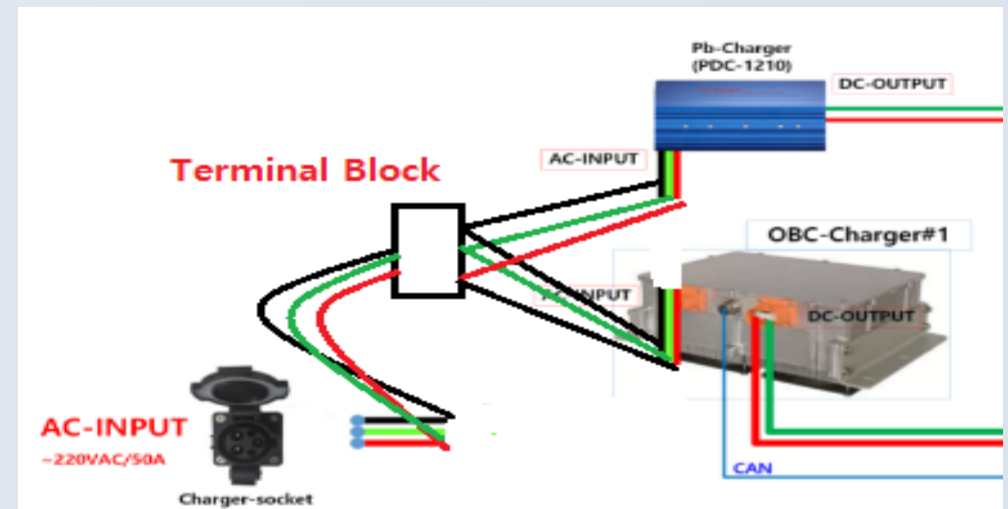 Pb-Charger
(PDC-1210)
DC-OUTPUT
AC-INPUT
Terminal Block
OBC-Charger#1
AC-INPUT
DC-OUTPUT
AC-INPUT
~220VAC/50A
CAN
Charger-socket